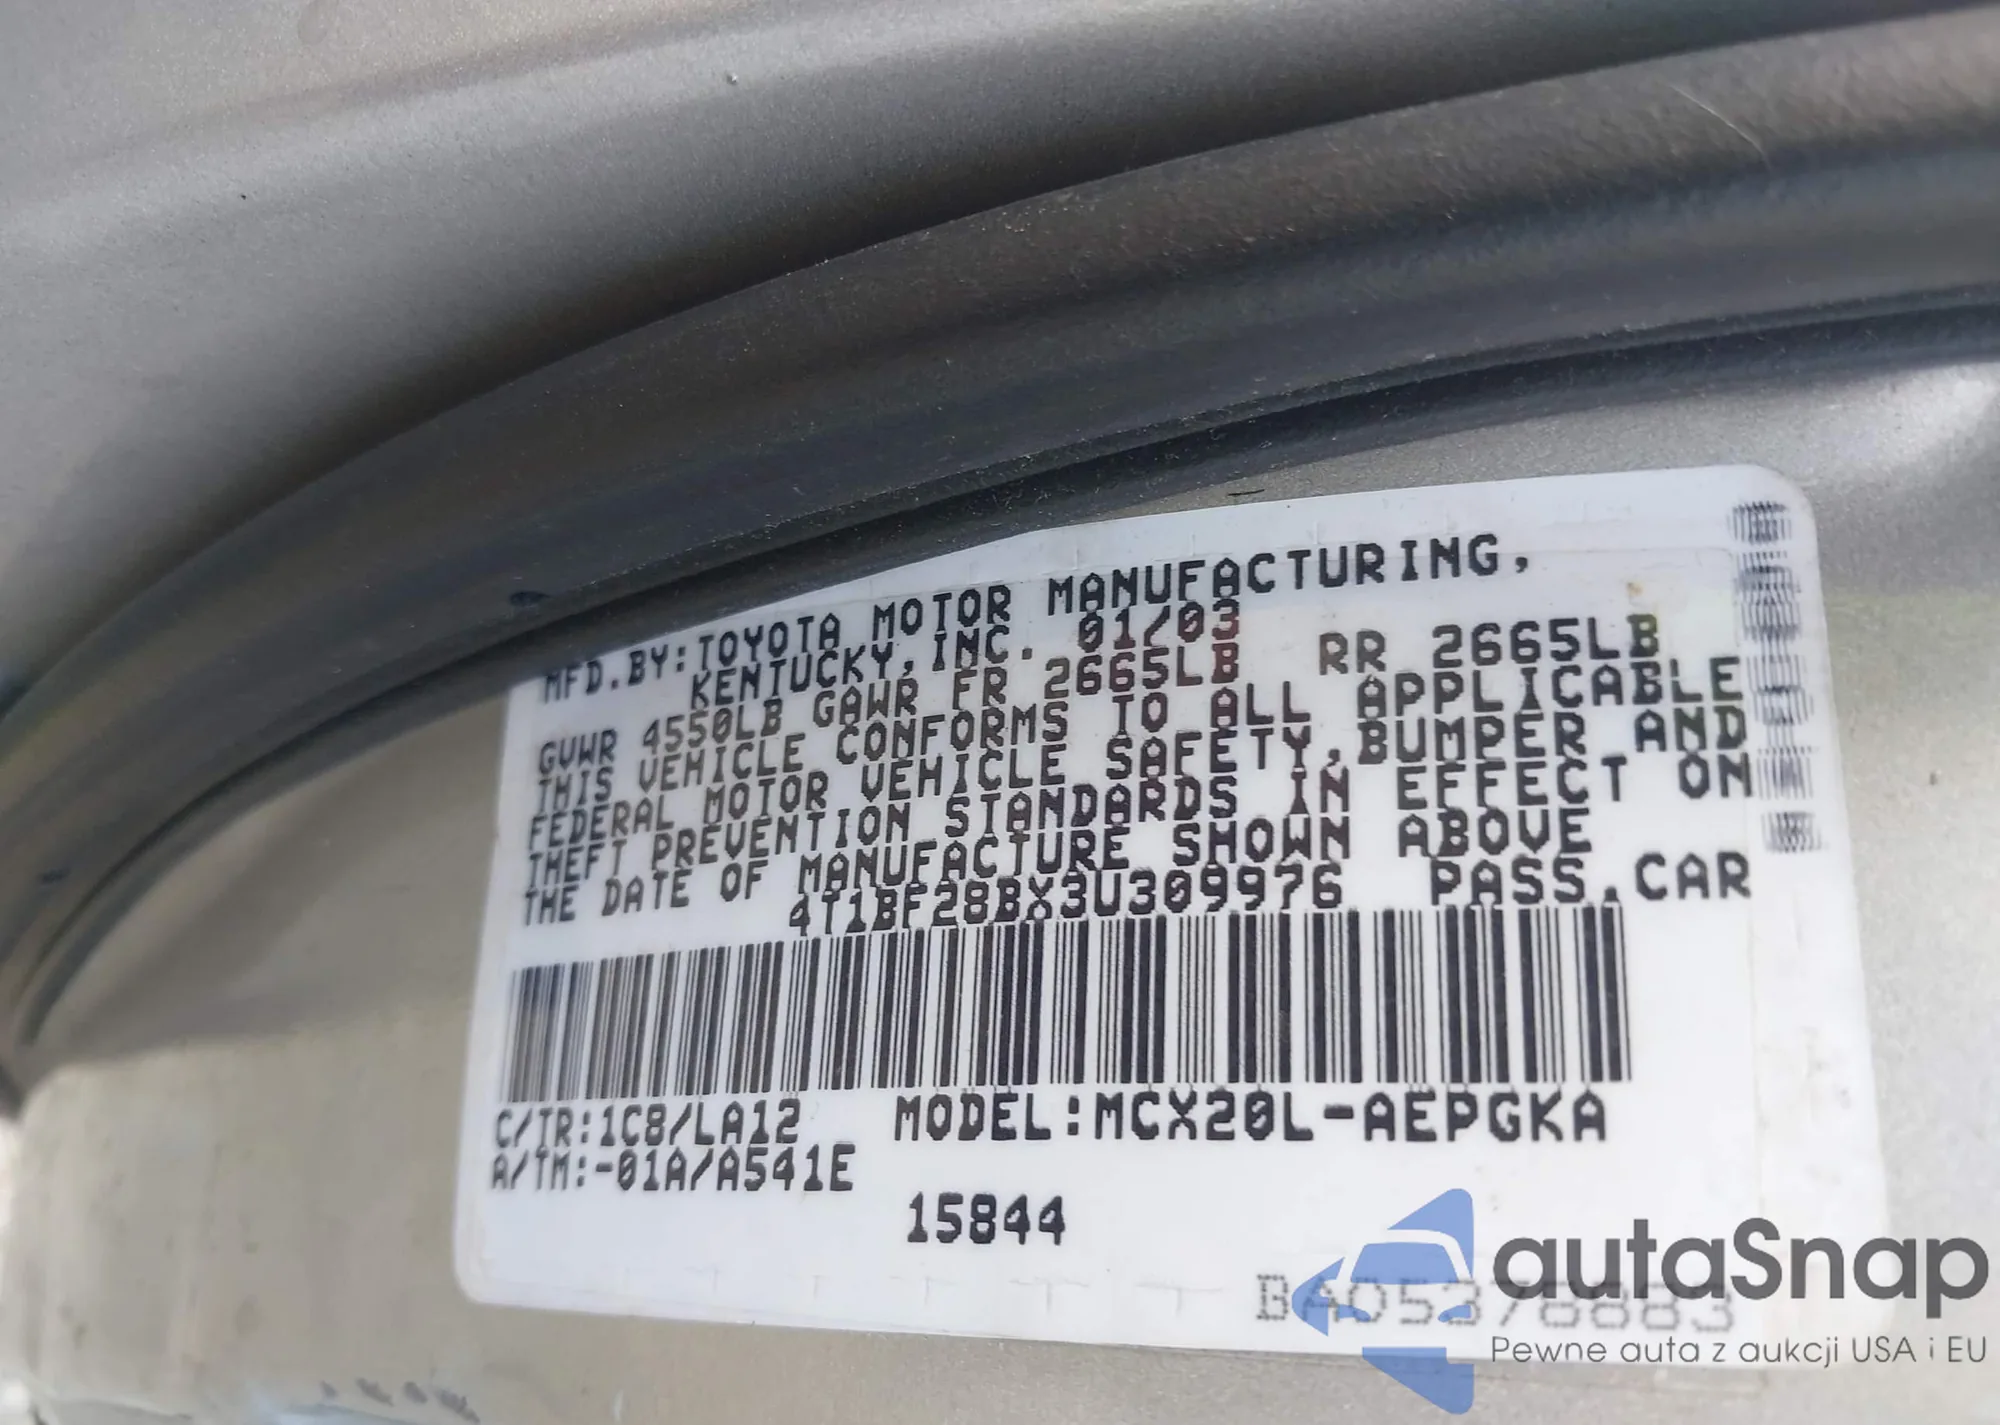 MFD.BY:TOYOTA MOTOR MANUFACTURING,
KENTUCKY,INC. 01/03
GVWR 4550LB GAWR FR 2665LB RR 2665LB
THIS VEHICLE CONFORMS TO ALL APPLICABLE
FEDERAL MOTOR VEHICLE SAFETY,BUMPER AND
THEFT PREVENTION STANDARDS IN EFFECT ON
THE DATE OF MANUFACTURE SHOWN ABOVE
4T1BF28BX3U309976 PASS.CAR
C/TR:1C8/LA12 MODEL:MCX20L-AEPGKA
A/TM:-01A/A541E
15844
autaSnap
Pewne auta z aukcji USA i EU